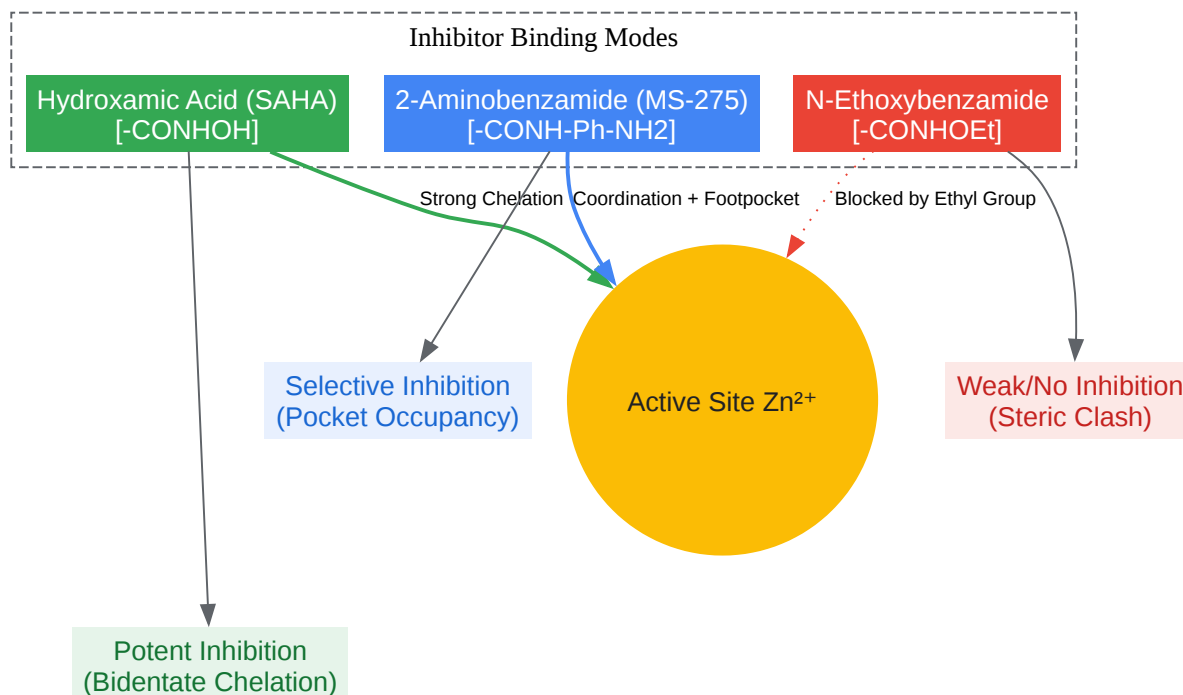 Inhibitor Binding Modes
Hydroxamic Acid (SAHA)
[-CONHOH]
2-Aminobenzamide (MS-275)
[-CONH-Ph-NH2]
N-Ethoxybenzamide
[-CONHOEt]
Strong Chelation
Coordination + Footpocket
Blocked by Ethyl Group
Selective Inhibition
(Pocket Occupancy)
Active Site Zn²⁺
Weak/No Inhibition
(Steric Clash)
Potent Inhibition
(Bidentate Chelation)